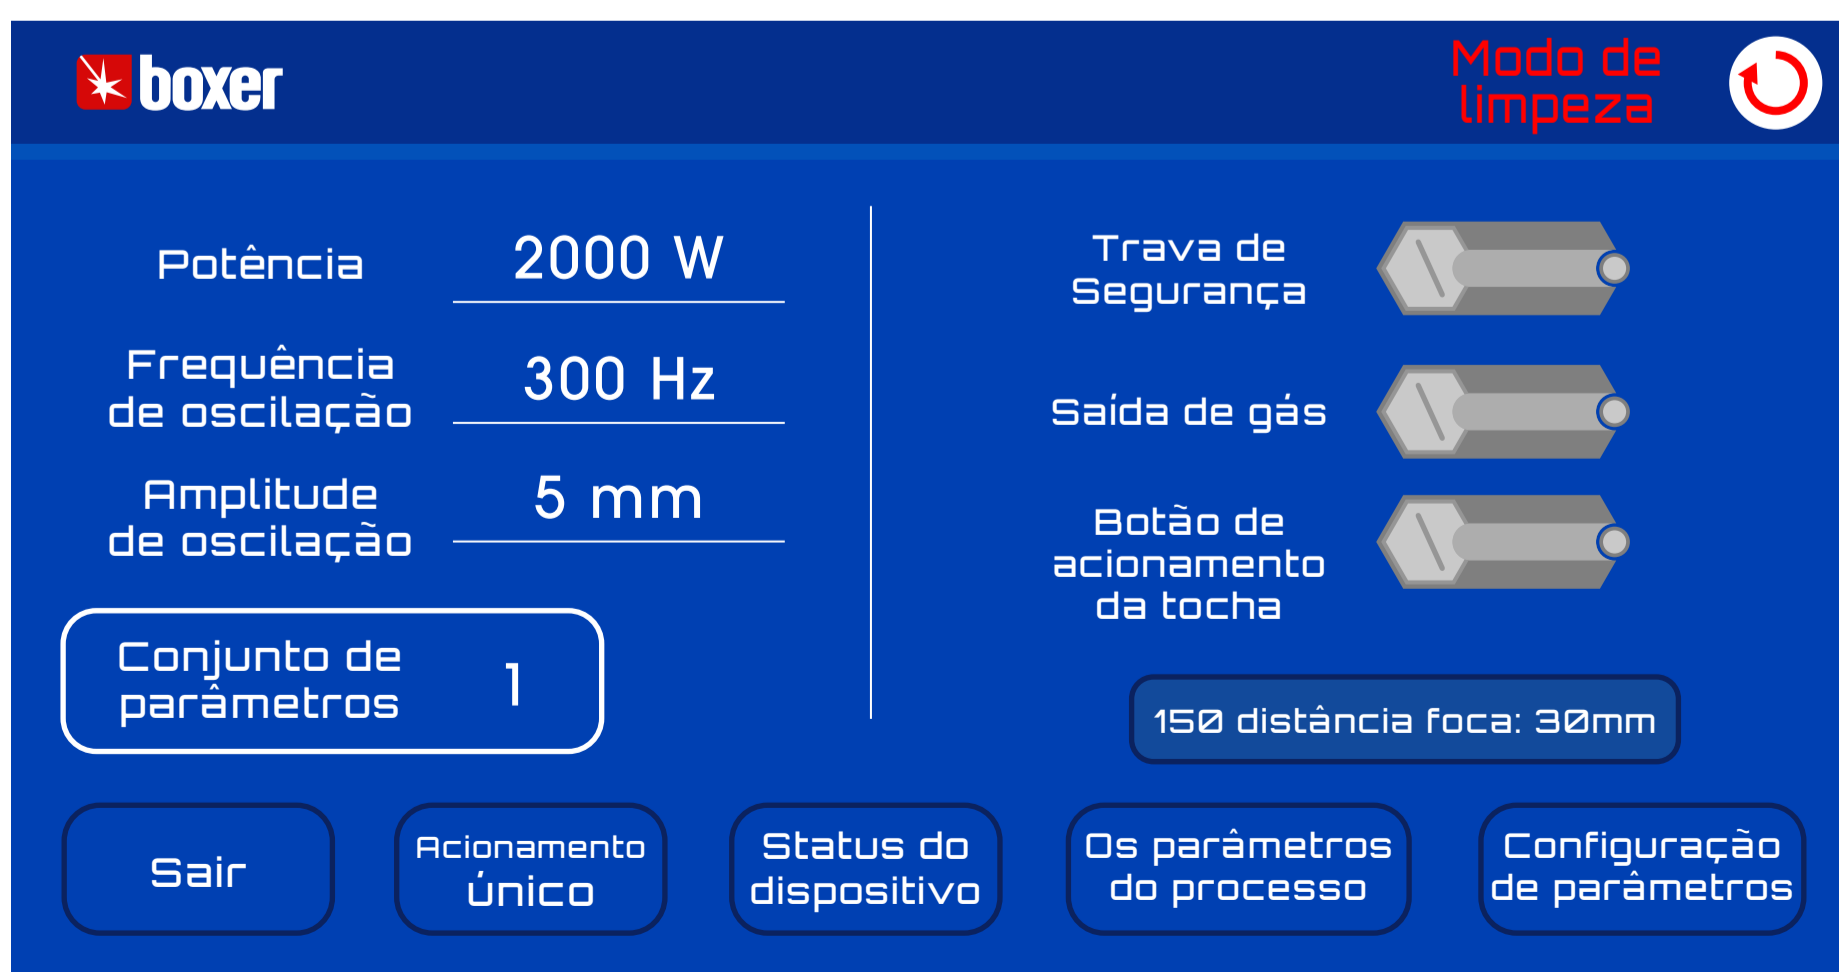 boxer
Modo de
limpeza
Potência
2000 W
Frequência
de oscilação
300 Hz
Amplitude
de oscilação
5 mm
Conjunto de
parâmetros
1
Trava de
Segurança
Saída de gás
Botão de
acionamento
da tocha
150 distância foca: 30mm
Sair
Acionamento
único
Status do
dispositivo
Os parâmetros
do processo
Configuração
de parâmetros